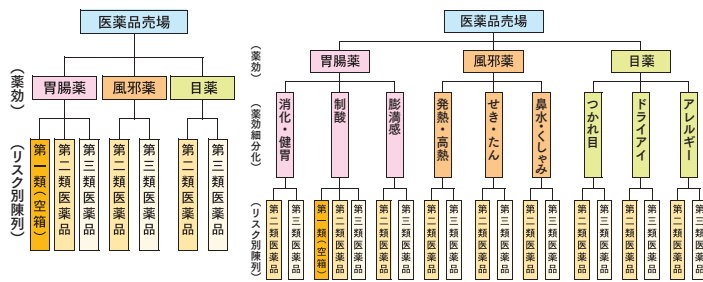 医薬品売場
(薬効)
胃腸薬
風邪薬
目薬
(リスク別陳列)
第一類(空箱)
第二類医薬品
第三類医薬品
第二類医薬品
第三類医薬品
第二類医薬品
第三類医薬品
医薬品売場
(薬効)
胃腸薬
風邪薬
目薬
(薬効細分化)
消化・健胃
制酸
膨満感
発熱・高熱
せき・たん
鼻水・くしゃみ
つかれ目
ドライアイ
アレルギー
(リスク別陳列)
第二類医薬品
第三類医薬品
第一類(空箱)
第二類医薬品
第三類医薬品
第二類医薬品
第三類医薬品
第二類医薬品
第三類医薬品
第二類医薬品
第三類医薬品
第二類医薬品
第三類医薬品
第二類医薬品
第三類医薬品
第二類医薬品
第三類医薬品
第二類医薬品
第三類医薬品